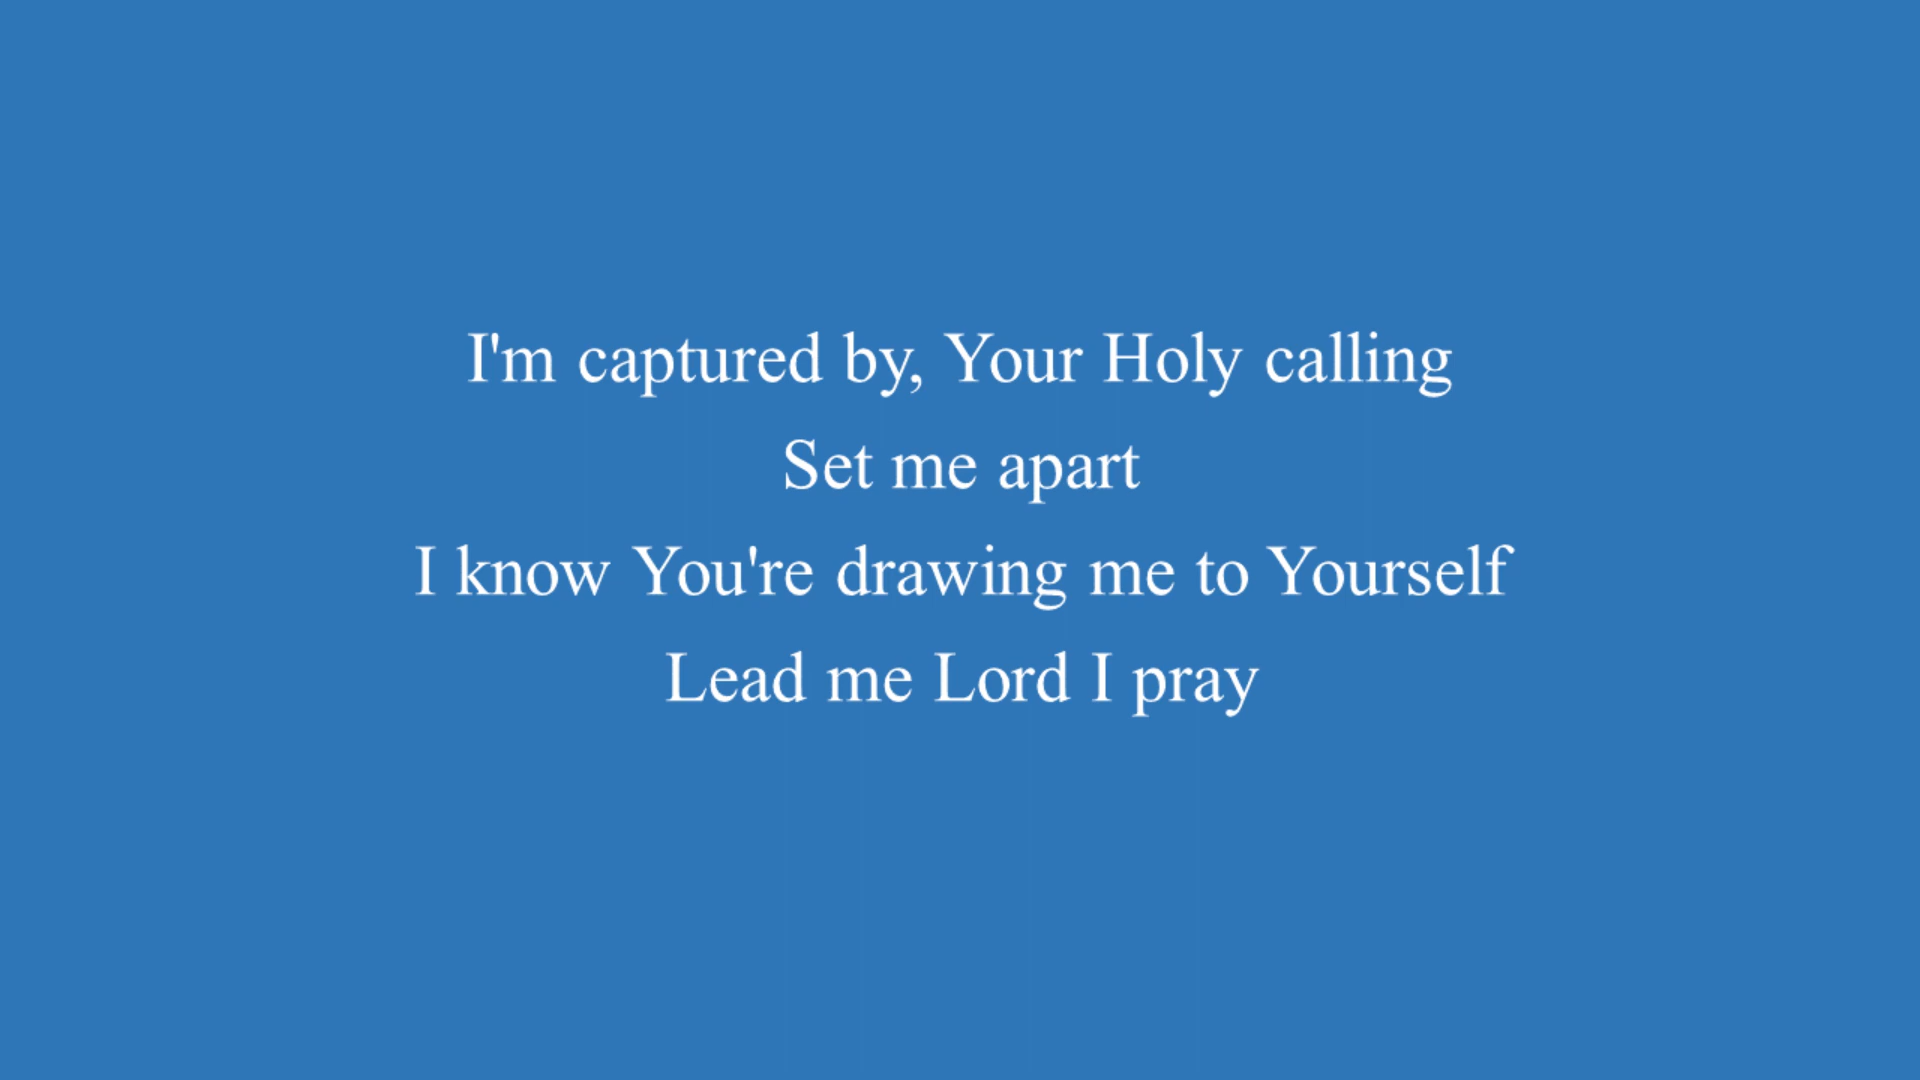 I'm captured by, Your Holy calling
Set me apart
I know You're drawing me to Yourself
Lead me Lord I pray